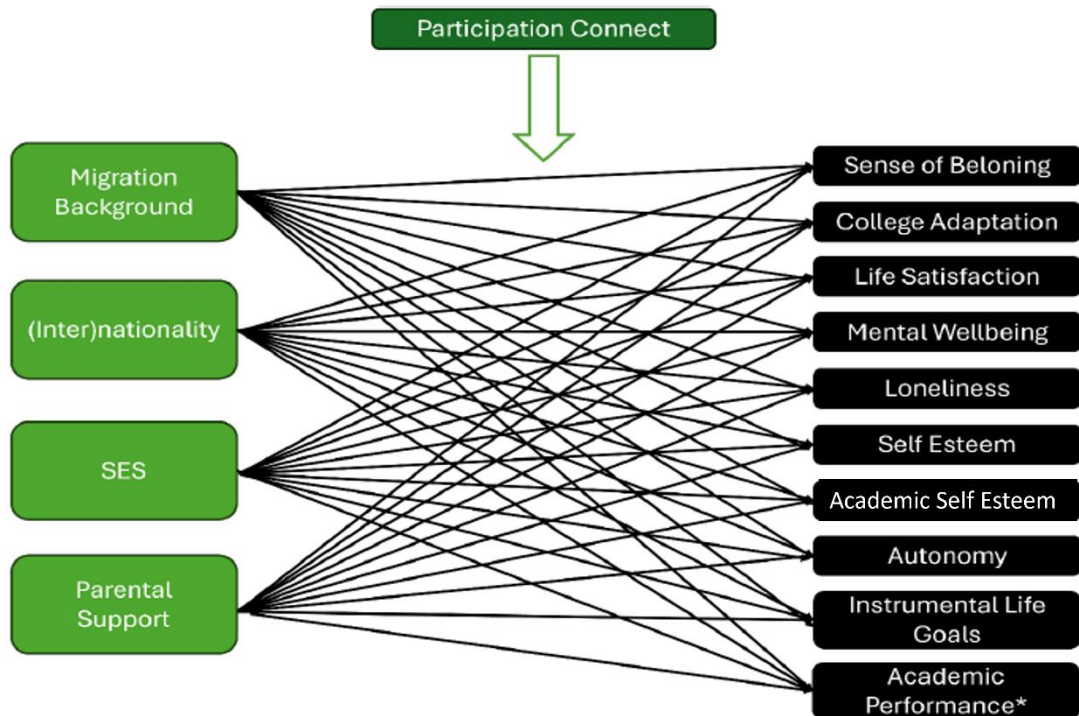 Participation Connect
Migration
Background
(Inter)nationality
SES
Parental
Support
Sense of Beloning
College Adaptation
Life Satisfaction
Mental Wellbeing
Loneliness
Self Esteem
Academic Self Esteem
Autonomy
Instrumental Life
Goals
Academic
Performance*